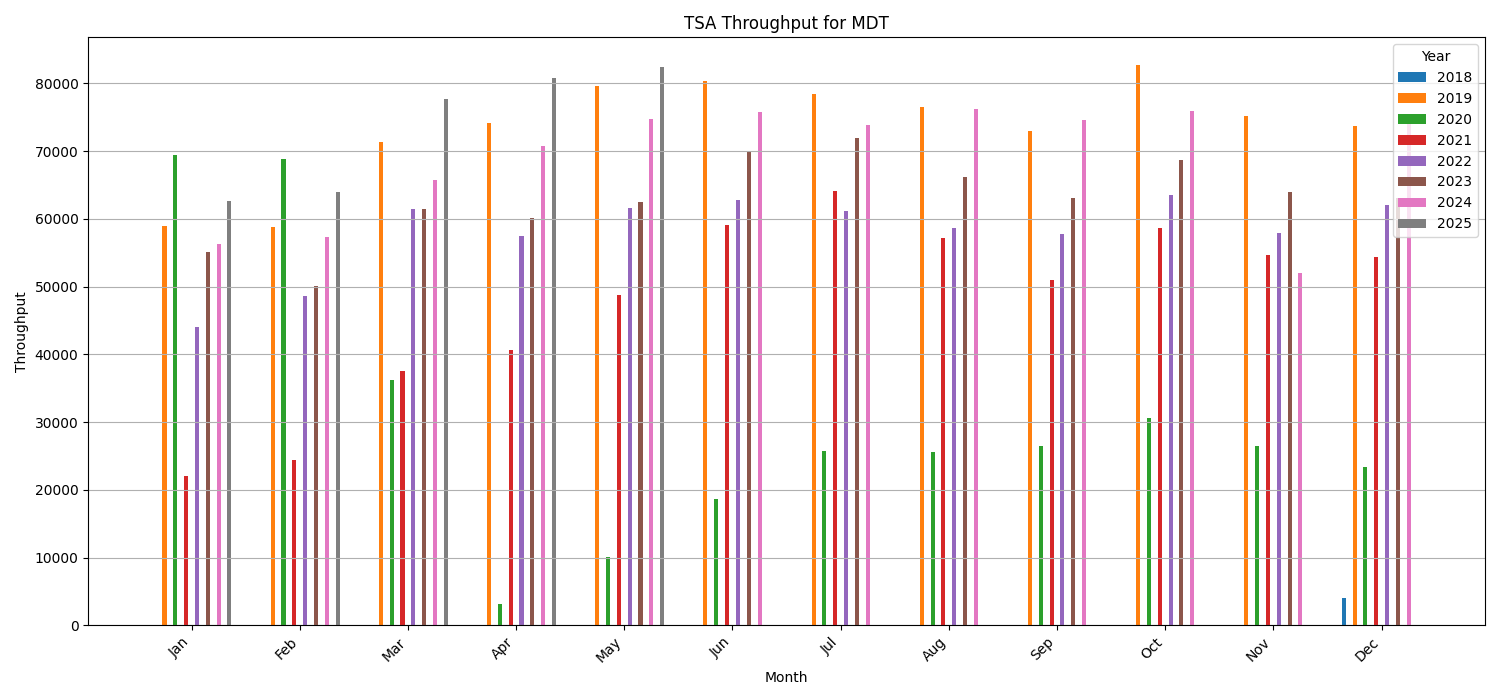 TSA Throughput for MDT
Year
2018
2019
2020
2021
2022
2023
2024
2025
Throughput
80000
70000
60000
50000
40000
30000
20000
10000
0
Jan
Feb
Mar
Apr
May
Jun
Jul
Aug
Sep
Oct
Nov
Dec
Month